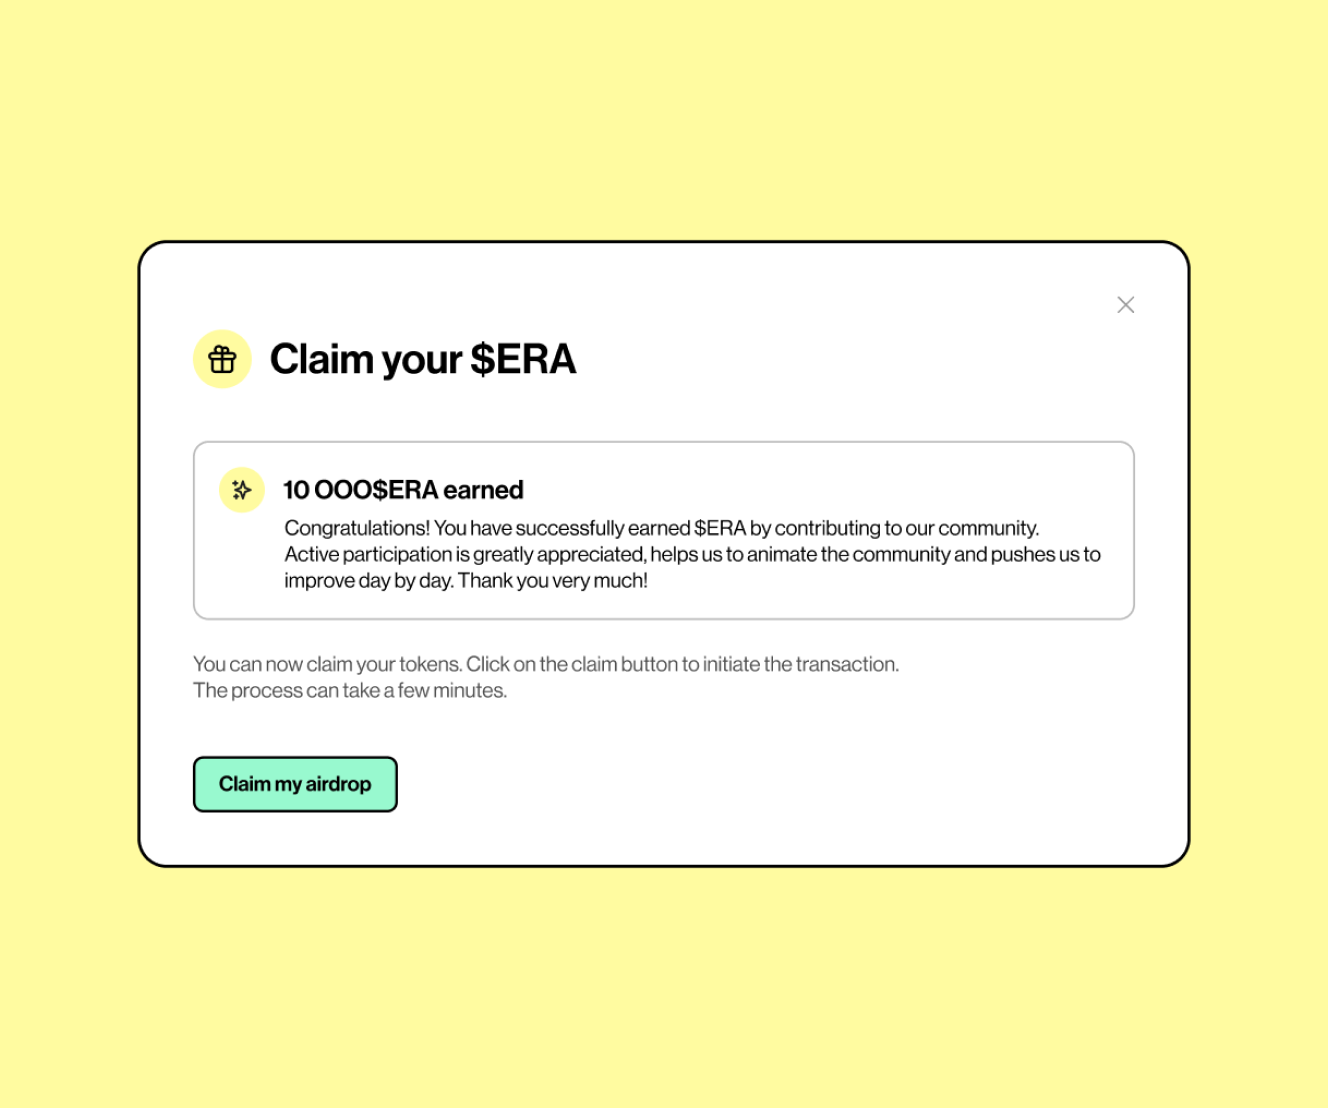 Claim your $ERA
10 OOO$ERA earned
Congratulations! You have successfully earned $ERA by contributing to our community.
Active participation is greatly appreciated, helps us to animate the community and pushes us to
improve day by day. Thank you very much!
You can now claim your tokens. Click on the claim button to initiate the transaction.
The process can take a few minutes.
Claim my airdrop